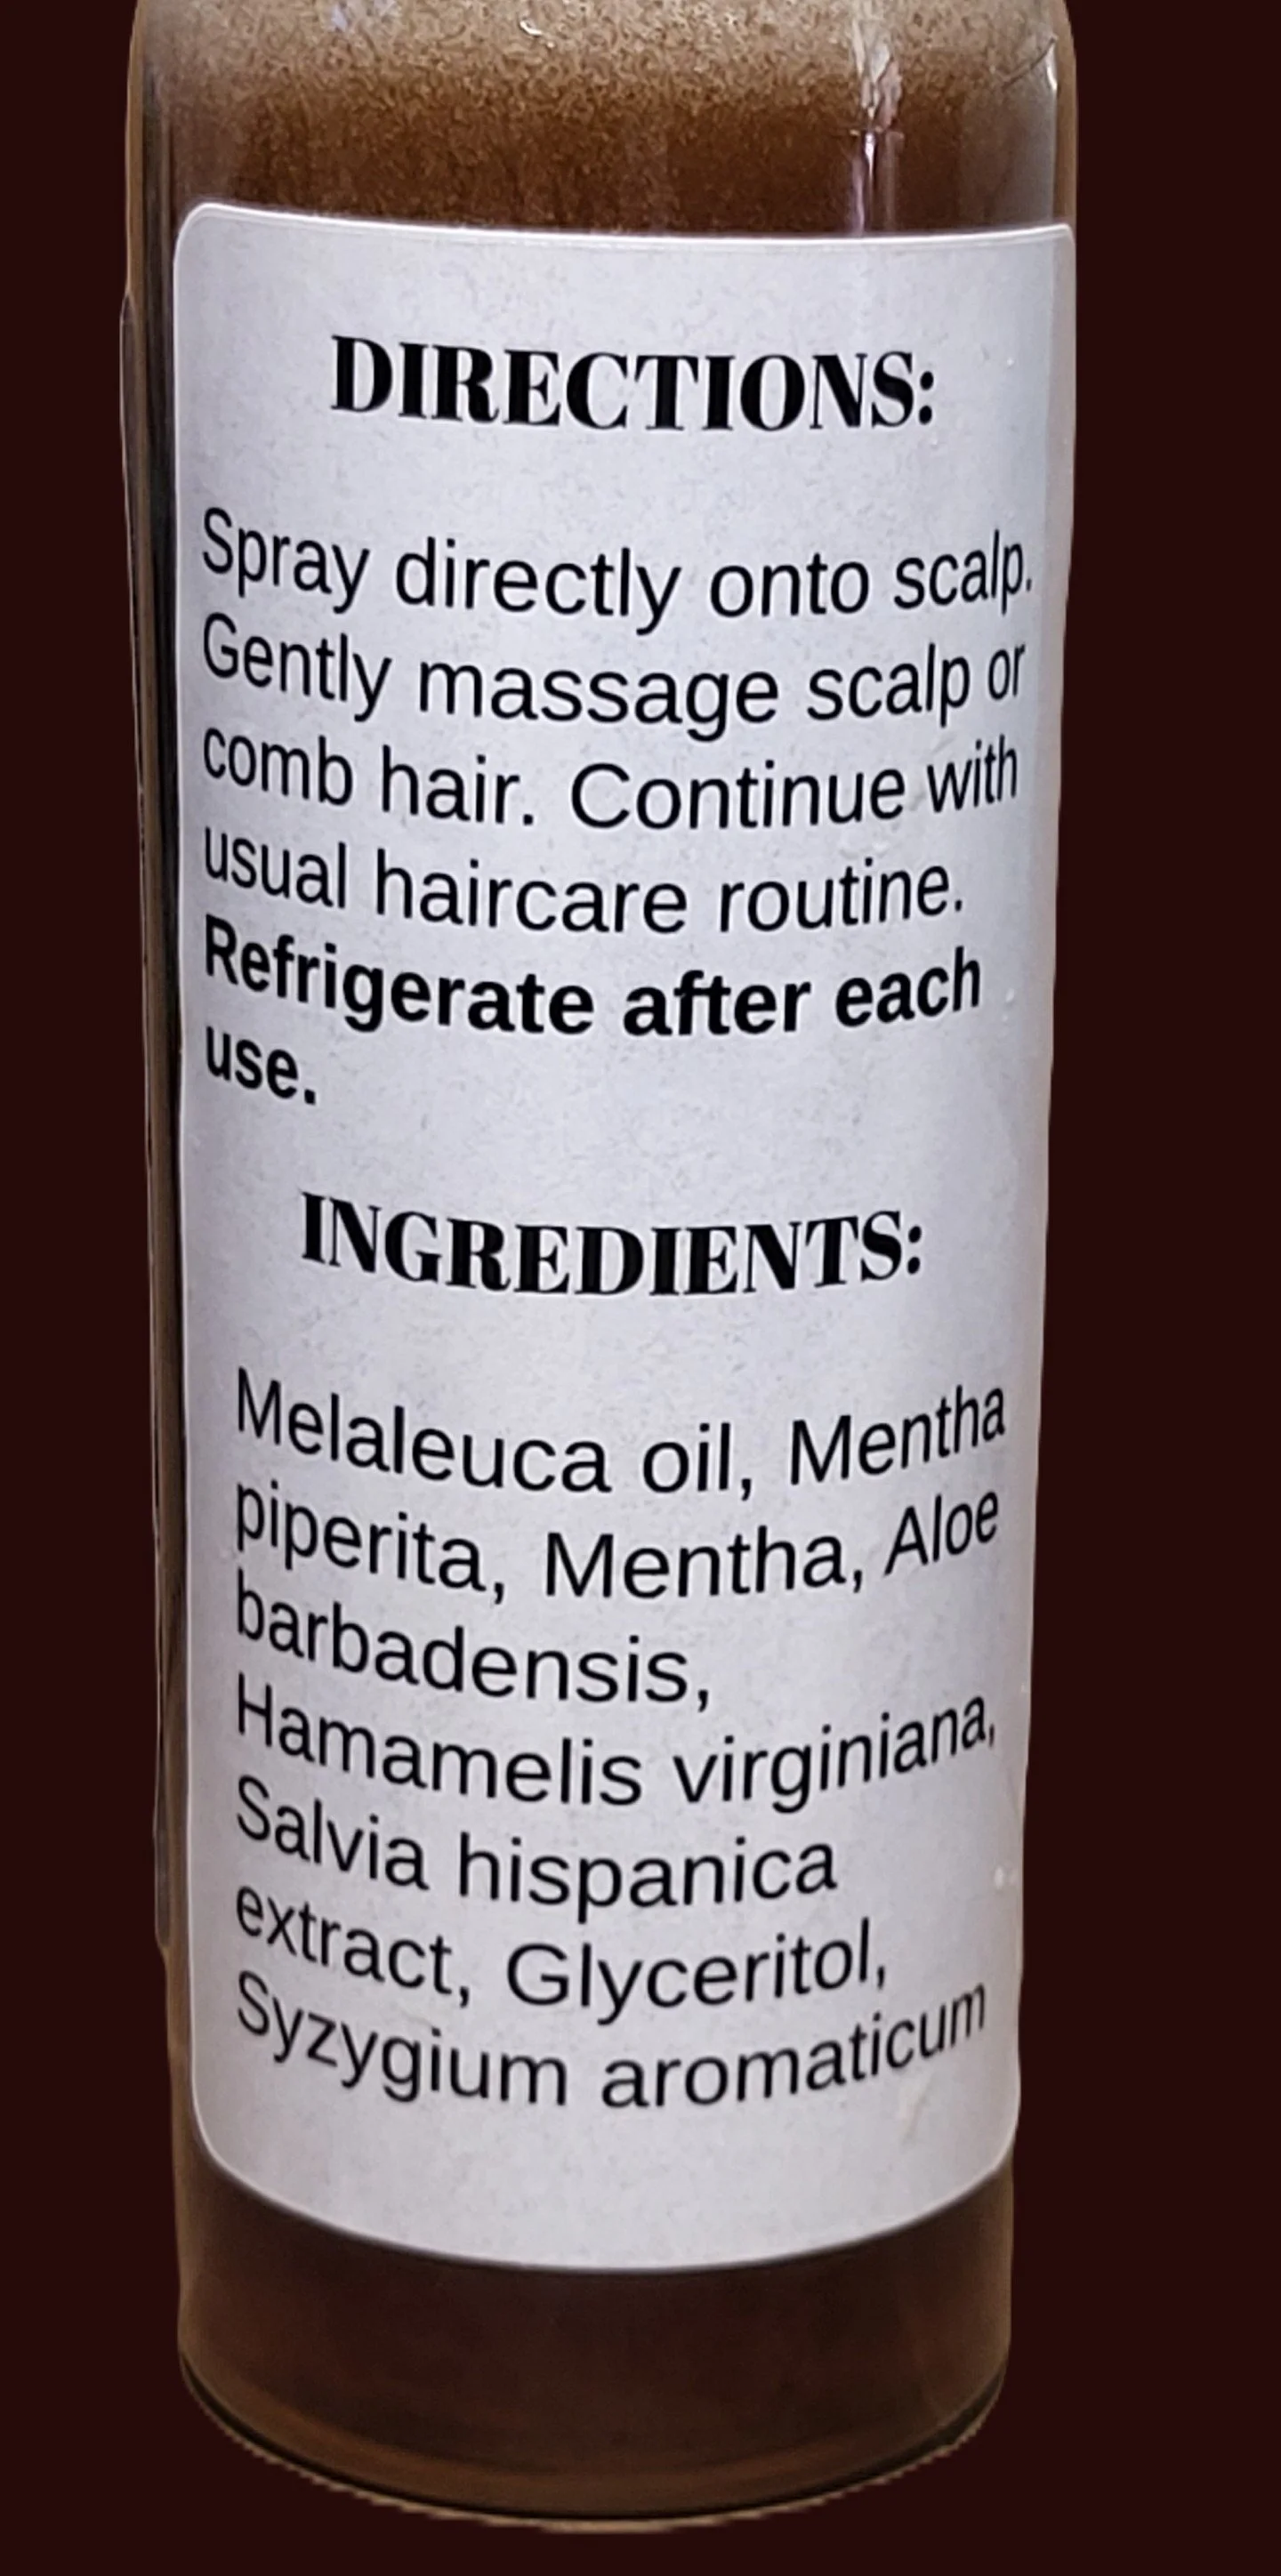 DIRECTIONS:
Spray directly onto scalp.
Gently massage scalp or
comb hair. Continue with
usual haircare routine.
Refrigerate after each
use.
INGREDIENTS:
Melaleuca oil, Mentha
piperita, Mentha, Aloe
barbadensis,
Hamamelis virginiana,
Salvia hispanica
extract, Glyceritol,
Syzygium aromaticum